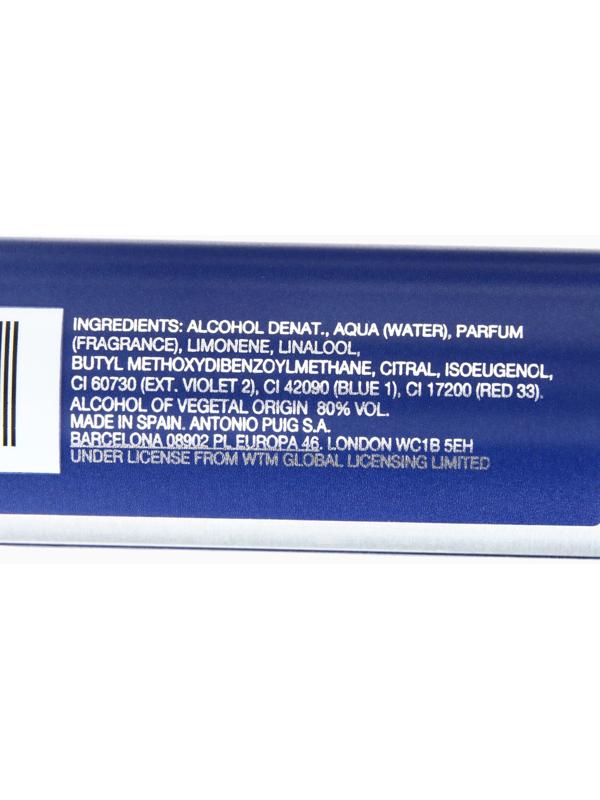 INGREDIENTS: ALCOHOL DENAT., AQUA (WATER), PARFUM
(FRAGRANCE), LIMONENE, LINALOOL,
BUTYL METHOXYDIBENZOYLMETHANE, CITRAL, ISOEUGENOL,
CI 60730 (EXT. VIOLET 2), CI 42090 (BLUE 1), CI 17200 (RED 33).
ALCOHOL OF VEGETAL ORIGIN 80% VOL.
MADE IN SPAIN. ANTONIO PUIG S.A.
BARCELONA 08902 PL EUROPA 46. LONDON WC1B 5EH
UNDER LICENSE FROM WTM GLOBAL LICENSING LIMITED